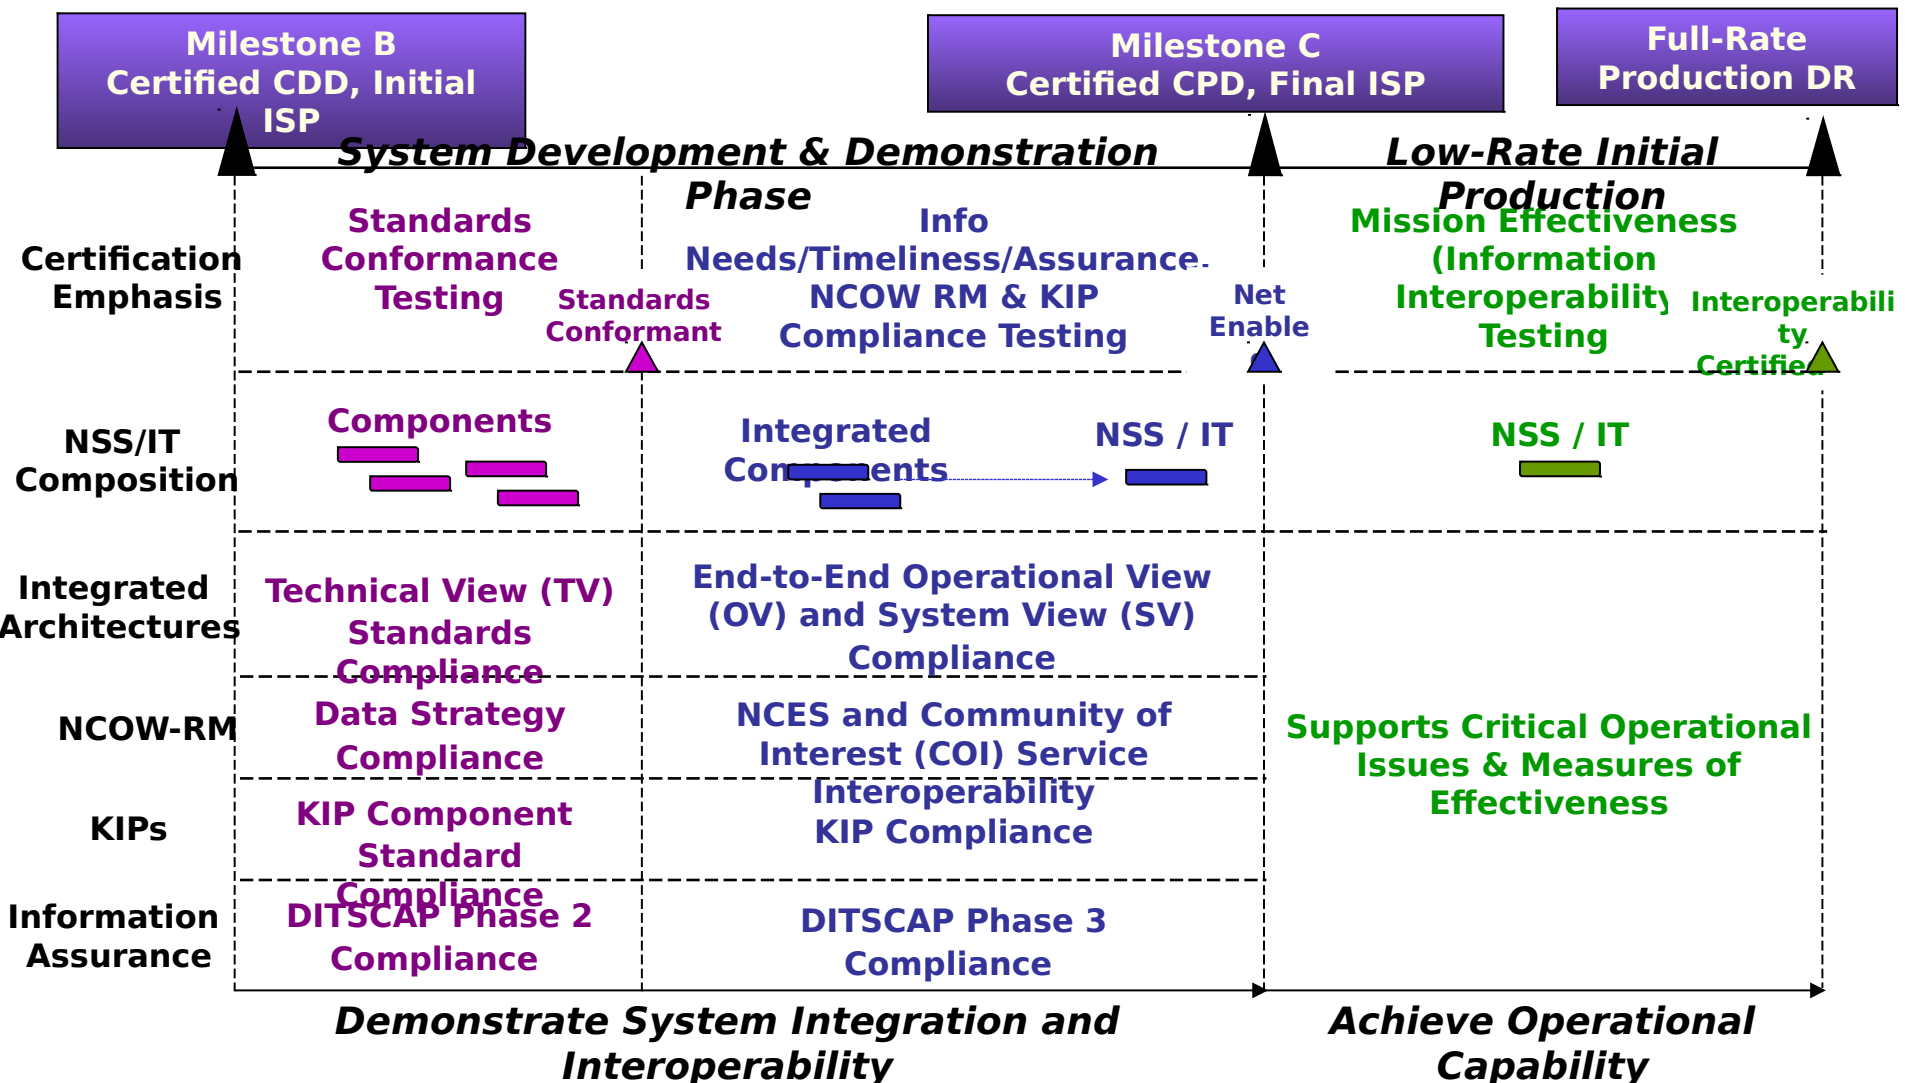 Milestone B
Certified CDD, Initial
ISP
Milestone C
Certified CPD, Final ISP
Full-Rate
Production DR
System Development & Demonstration
Phase
Low-Rate Initial
Production
Certification
Emphasis
Standards
Conformance
Testing
Standards
Conformant
Info
Needs/Timeliness/Assurance,
NCOW RM & KIP
Compliance Testing
Net
Enable
Mission Effectiveness
(Information
Interoperability
Testing
Interoperabili
ty
Certified
NSS/IT
Composition
Components
Integrated
Components
NSS / IT
NSS / IT
Integrated
Architectures
Technical View (TV)
Standards
Compliance
End-to-End Operational View
(OV) and System View (SV)
Compliance
NCOW-RM
Data Strategy
Compliance
NCES and Community of
Interest (COI) Service
Interoperability
KIPs
KIP Component
Standard
Compliance
KIP Compliance
Supports Critical Operational
Issues & Measures of
Effectiveness
Information
Assurance
DITSCAP Phase 2
Compliance
DITSCAP Phase 3
Compliance
Demonstrate System Integration and
Interoperability
Achieve Operational
Capability